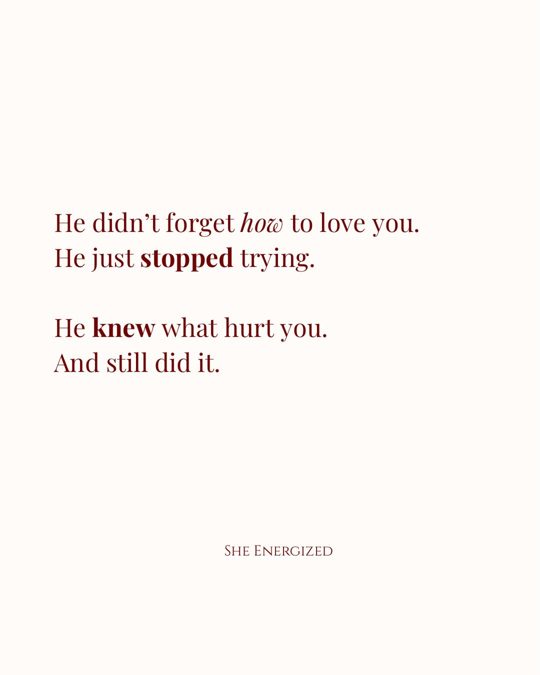 He didn’t forget how to love you.
He just stopped trying.
He knew what hurt you.
And still did it.
She Energized